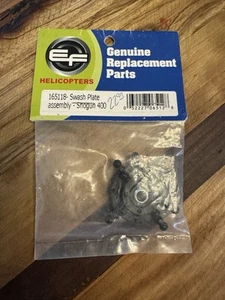 EF
HELICOPTERS
Genuine
Replacement
Parts
165118- Swash Plate
assembly - Shogun 400